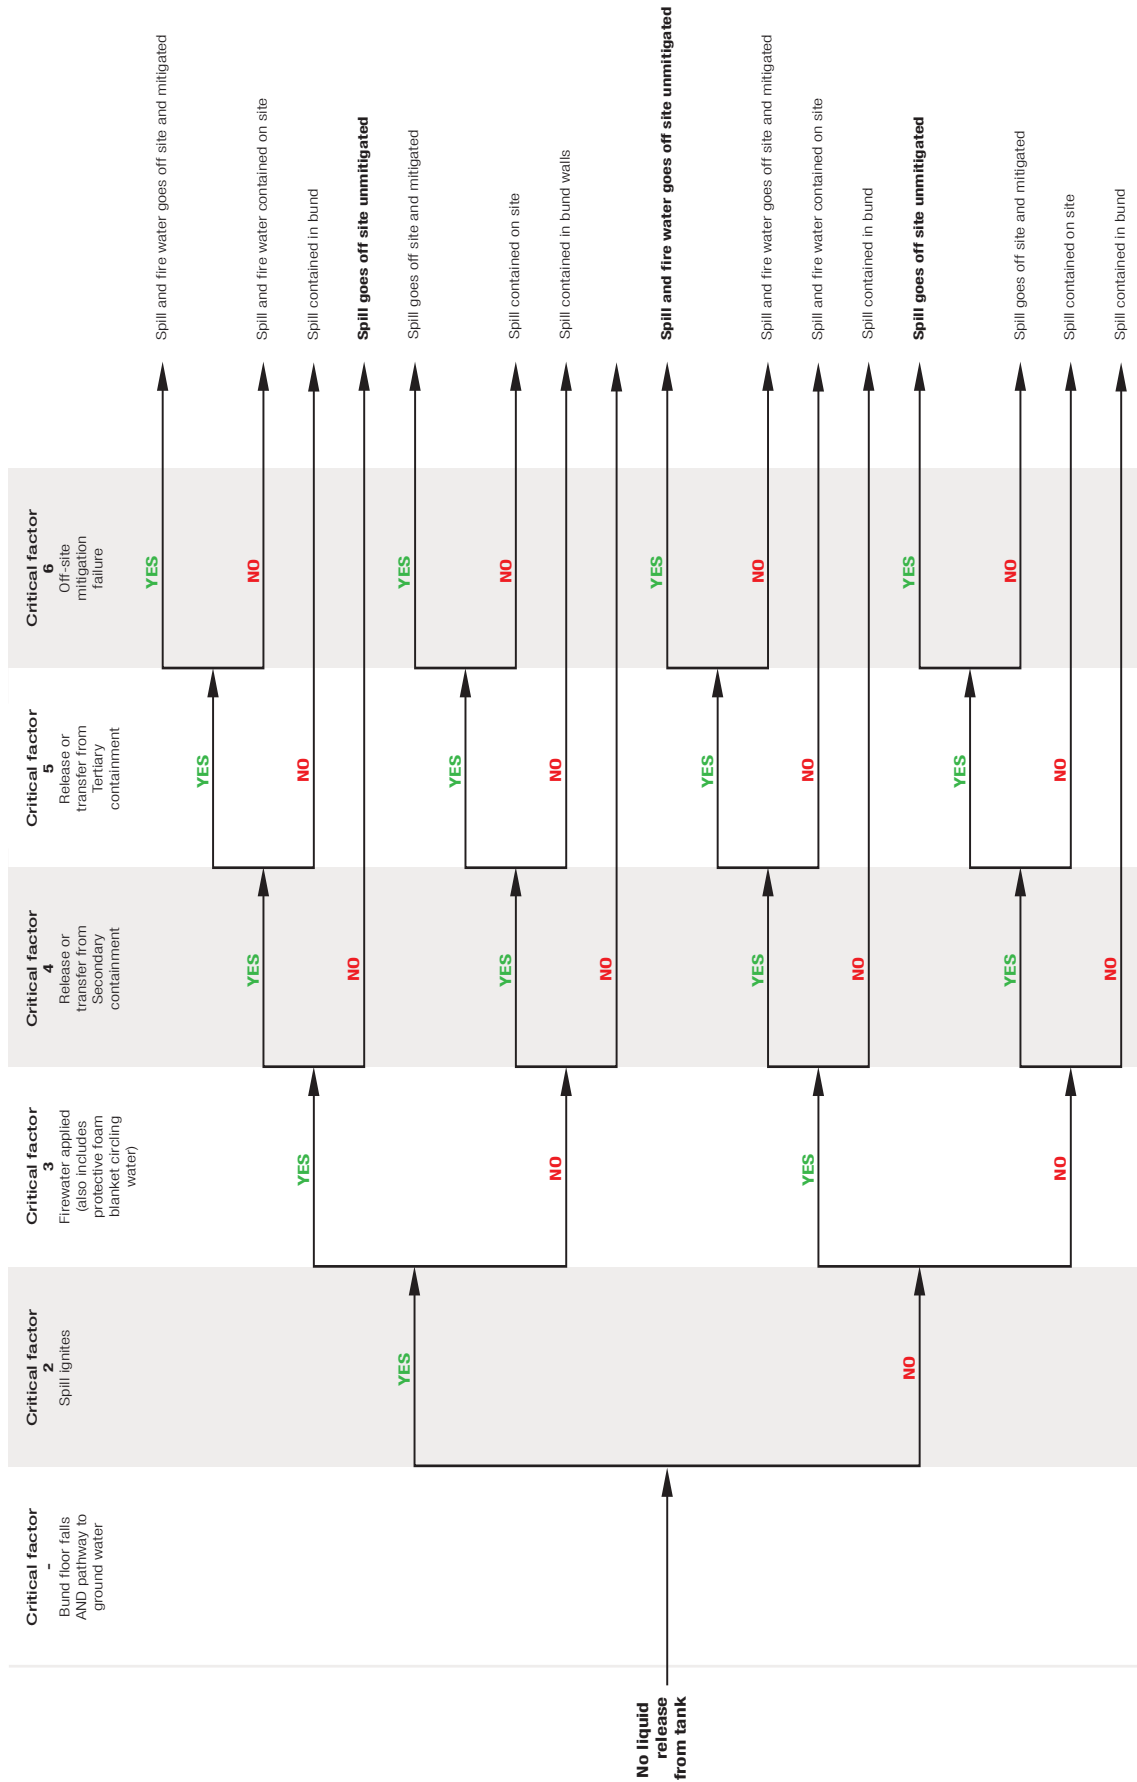 Critical factor
-
Bund floor falls
AND pathway to
ground water
Critical factor
2
Spill ignites
Critical factor
3
Firewater applied
(also includes
protective foam
blanket circling
water)
Critical factor
4
Release or
transfer from
Secondary
containment
Critical factor
5
Release or
transfer from
Tertiary
containment
Critical factor
6
Off-site
mitigation
failure
No liquid
release
from tank
YES
NO
YES
NO
YES
NO
YES
NO
YES
NO
YES
NO
YES
NO
YES
NO
YES
NO
YES
NO
YES
NO
YES
NO
YES
NO
YES
NO
YES
NO
Spill and fire water goes off site and mitigated
Spill and fire water contained on site
Spill contained in bund
Spill goes off site unmitigated
Spill goes off site and mitigated
Spill contained on site
Spill contained in bund walls
Spill and fire water goes off site unmitigated
Spill and fire water goes off site and mitigated
Spill and fire water contained on site
Spill contained in bund
Spill goes off site unmitigated
Spill goes off site and mitigated
Spill contained on site
Spill contained in bund